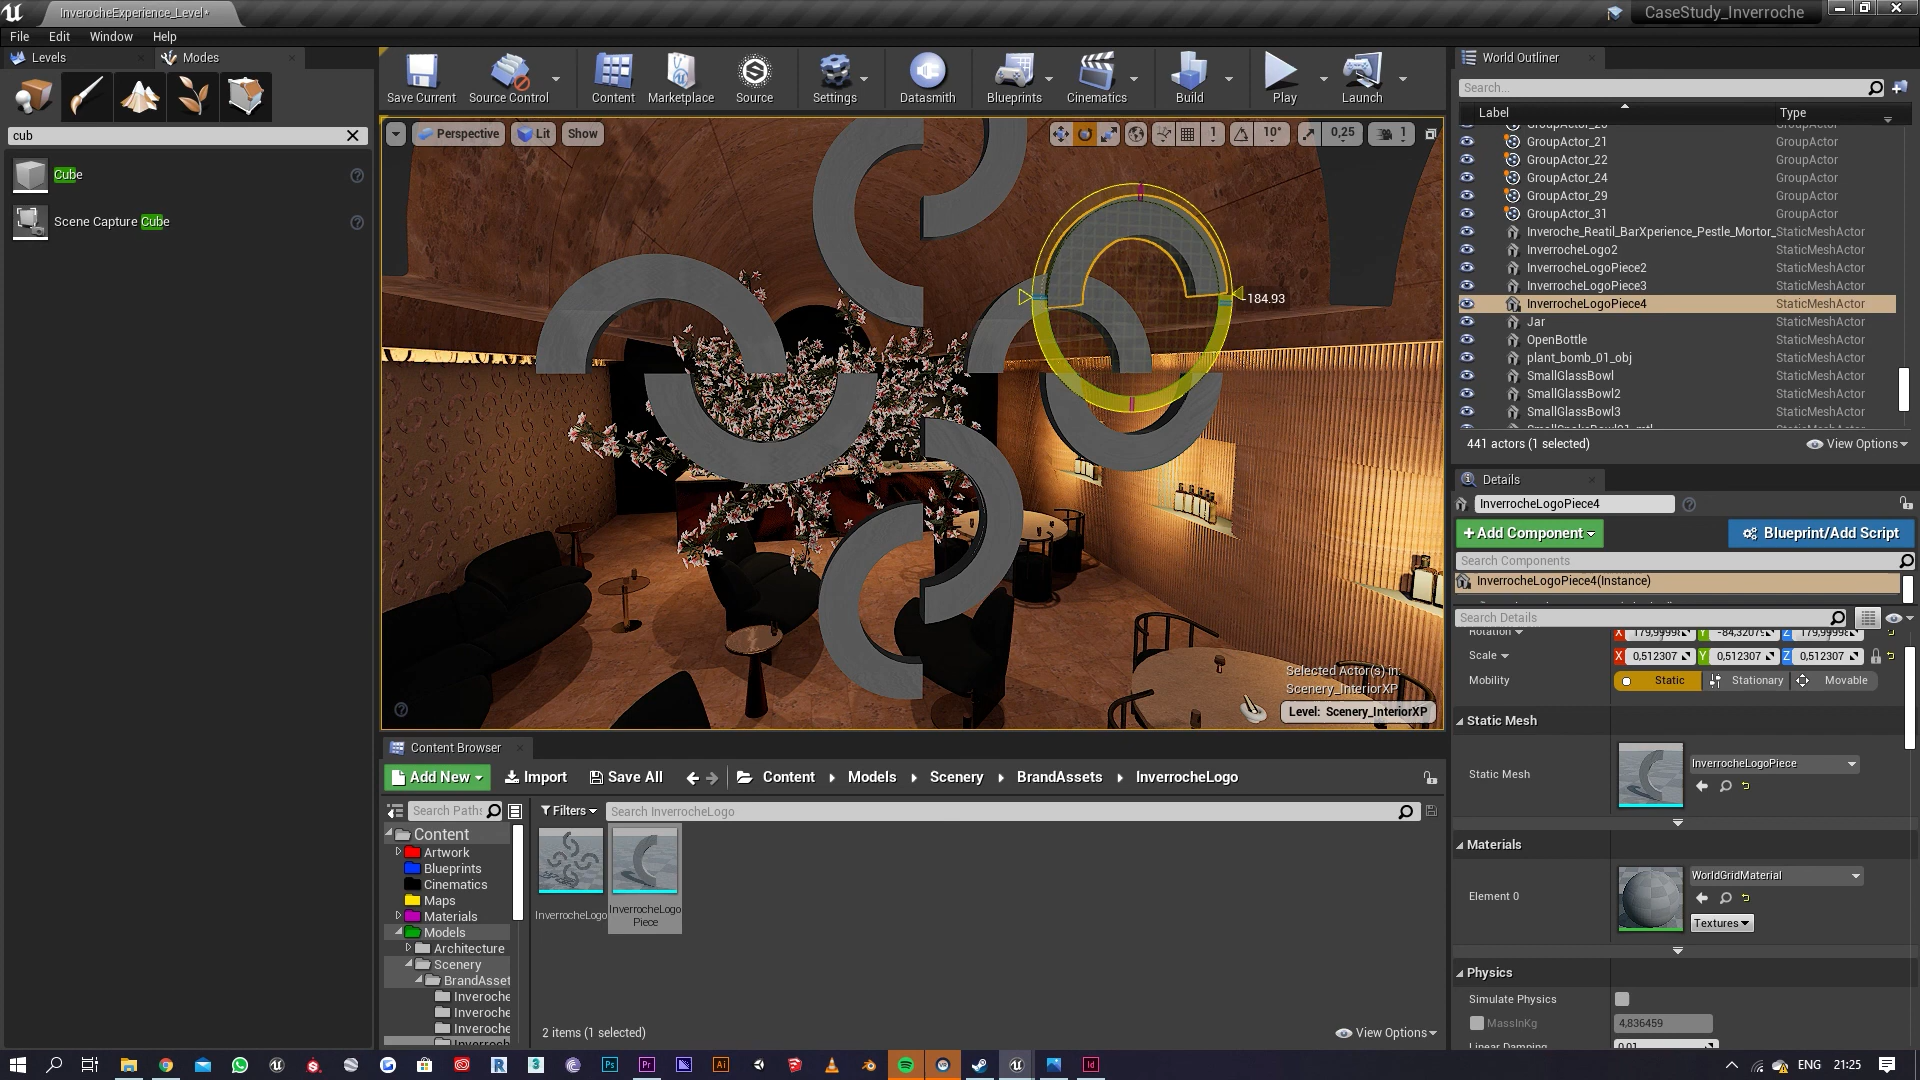 InverocheExperience_Level*
CaseStudy_Inverroche
File
Edit
Window
Help
Levels
Modes
cub
Cube
Scene Capture Cube
Save Current
Source Control
Content
Marketplace
Source
Settings
Datasmith
Blueprints
Cinematics
Build
Play
Launch
Perspective
Lit
Show
1
10°
0,25
1
-184.93
Selected Actor(s) in:
Scenery_InteriorXP
Level: Scenery_InteriorXP
World Outliner
Search...
Label
Type
GroupActor_21
GroupActor
GroupActor_22
GroupActor
GroupActor_24
GroupActor
GroupActor_29
GroupActor
GroupActor_31
GroupActor
Inveroche_Reatil_BarXperience_Pestle_Mortor_
StaticMeshActor
InverrocheLogo2
StaticMeshActor
InverrocheLogoPiece2
StaticMeshActor
InverrocheLogoPiece3
StaticMeshActor
InverrocheLogoPiece4
StaticMeshActor
Jar
StaticMeshActor
OpenBottle
StaticMeshActor
plant_bomb_01_obj
StaticMeshActor
SmallGlassBowl
StaticMeshActor
SmallGlassBowl2
StaticMeshActor
SmallGlassBowl3
StaticMeshActor
441 actors (1 selected)
View Options
Details
InverrocheLogoPiece4
+Add Component
Blueprint/Add Script
Search Components
InverrocheLogoPiece4(Instance)
Search Details
Rotation
X
Y
Z
Scale
X 0,512307
Y 0,512307
Z 0,512307
Mobility
Static
Stationary
Movable
Static Mesh
Static Mesh
InverrocheLogoPiece
Materials
Element 0
WorldGridMaterial
Textures
Physics
Simulate Physics
MassInKg
4,836459
Content Browser
Add New
Import
Save All
Content
Models
Scenery
BrandAssets
InverrocheLogo
Search Paths
Filters
Search InverrocheLogo
Content
Artwork
Blueprints
Cinematics
Maps
Materials
Models
Architecture
Scenery
BrandAsset
Inveroche
Inveroche
Inveroche
InverrocheLogo
InverrocheLogo
Piece
2 items (1 selected)
View Options
ENG
21:25